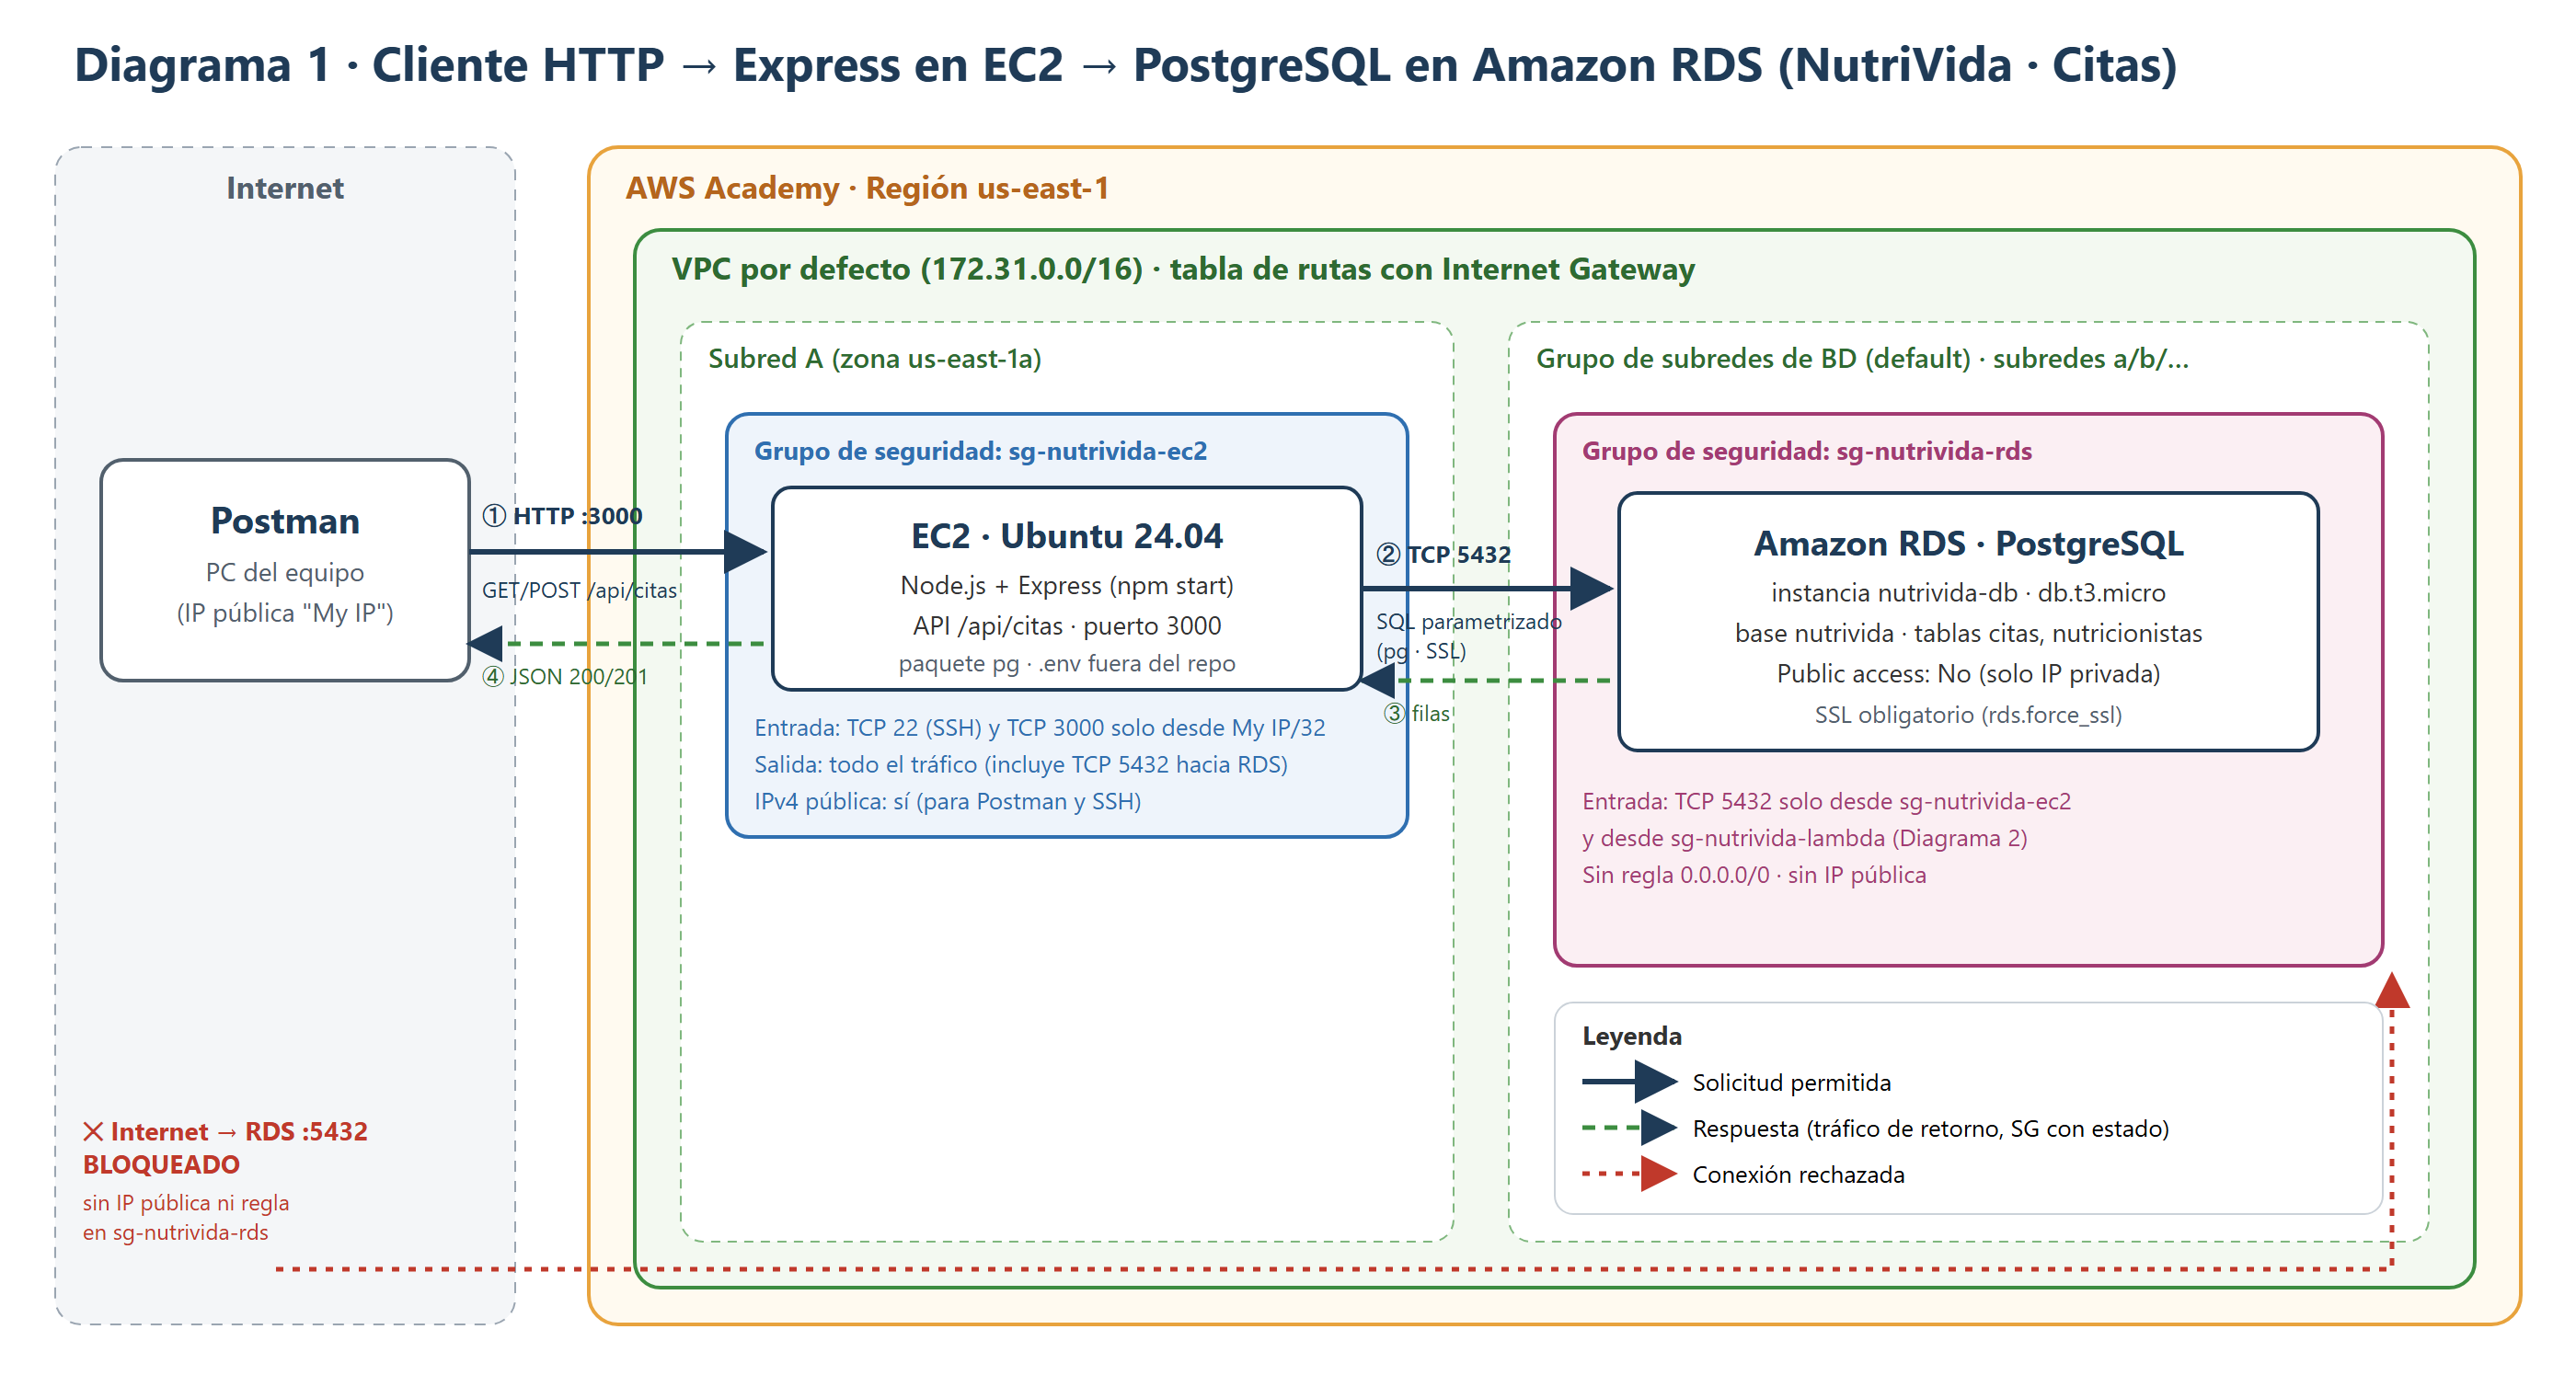 Diagrama 1 · Cliente HTTP → Express en EC2 → PostgreSQL en Amazon RDS (NutriVida · Citas)
Internet
Postman
PC del equipo
(IP pública "My IP")
① HTTP :3000
GET/POST /api/citas
④ JSON 200/201
✕ Internet → RDS :5432
BLOQUEADO
sin IP pública ni regla
en sg-nutrivida-rds
AWS Academy · Región us-east-1
VPC por defecto (172.31.0.0/16) · tabla de rutas con Internet Gateway
Subred A (zona us-east-1a)
Grupo de seguridad: sg-nutrivida-ec2
EC2 · Ubuntu 24.04
Node.js + Express (npm start)
API /api/citas · puerto 3000
paquete pg · .env fuera del repo
Entrada: TCP 22 (SSH) y TCP 3000 solo desde My IP/32
Salida: todo el tráfico (incluye TCP 5432 hacia RDS)
IPv4 pública: sí (para Postman y SSH)
② TCP 5432
SQL parametrizado
(pg · SSL)
③ filas
Grupo de subredes de BD (default) · subredes a/b/...
Grupo de seguridad: sg-nutrivida-rds
Amazon RDS · PostgreSQL
instancia nutrivida-db · db.t3.micro
base nutrivida · tablas citas, nutricionistas
Public access: No (solo IP privada)
SSL obligatorio (rds.force_ssl)
Entrada: TCP 5432 solo desde sg-nutrivida-ec2
y desde sg-nutrivida-lambda (Diagrama 2)
Sin regla 0.0.0.0/0 · sin IP pública
Leyenda
Solicitud permitida
Respuesta (tráfico de retorno, SG con estado)
Conexión rechazada